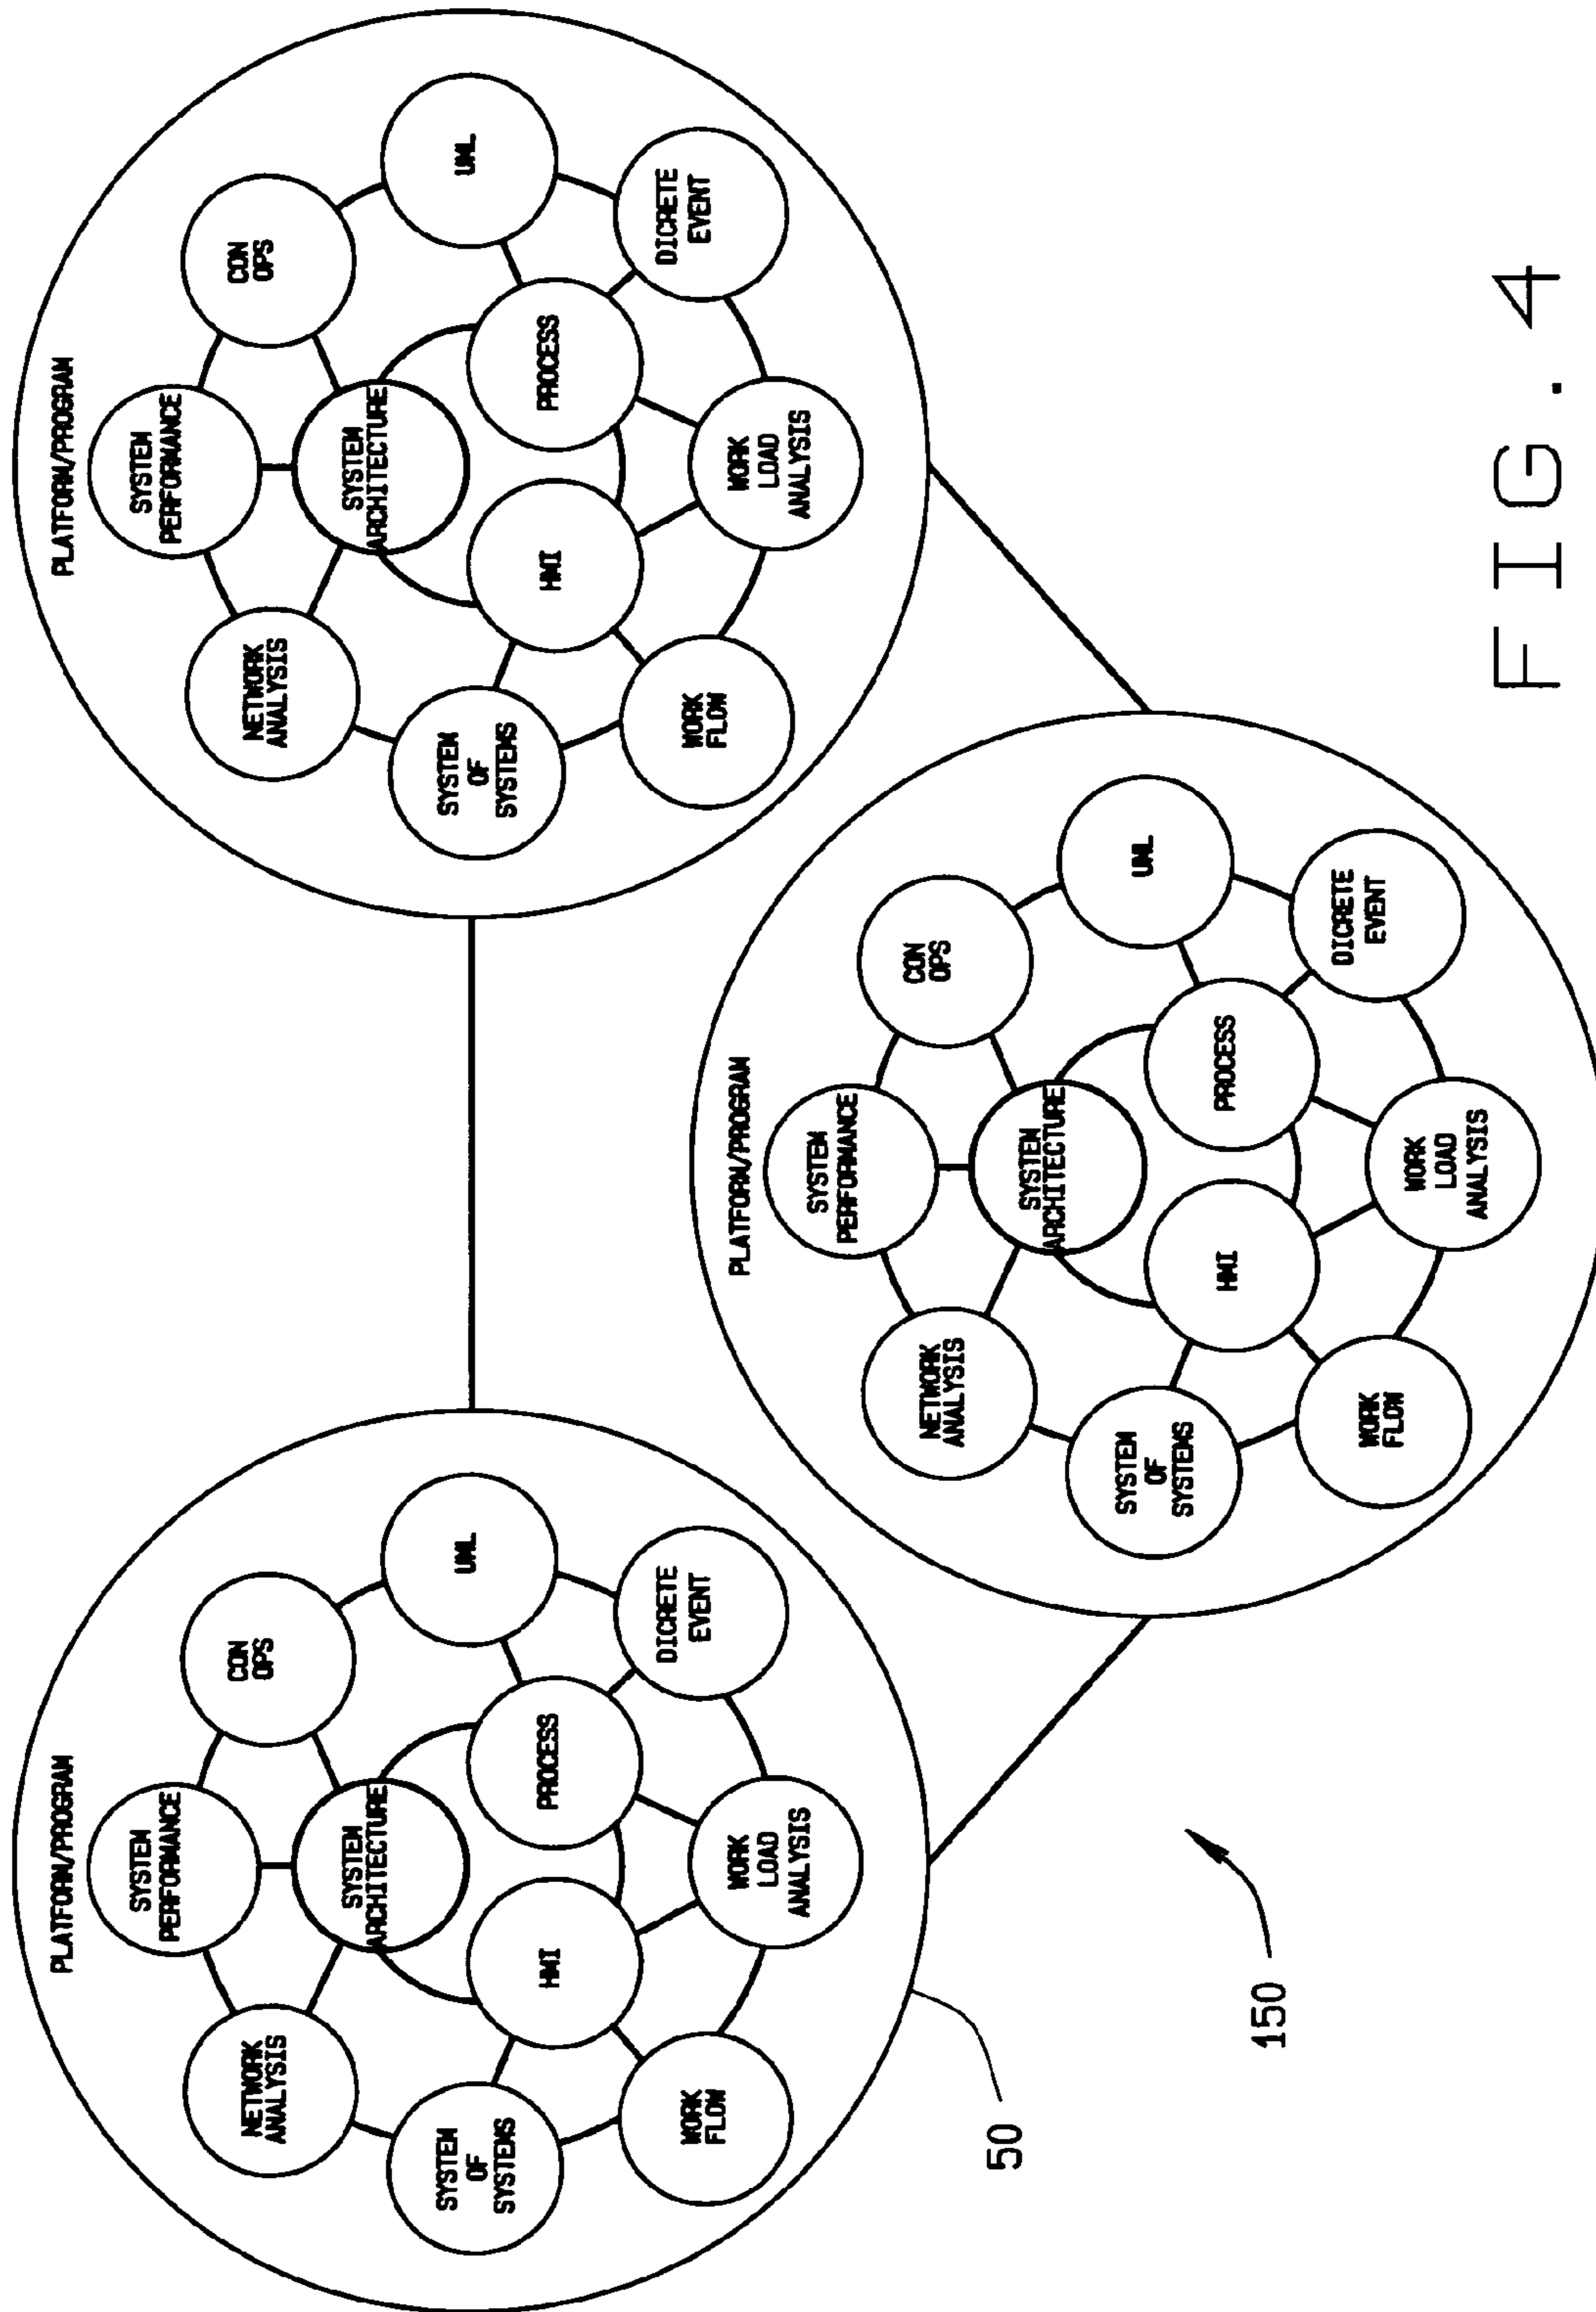 PLATFORM/PROGRAM
SYSTEM
PERFORMANCE
NETWORK
ANALYSIS
CON
OPS
SYSTEM
ARCHITECTURE
SYSTEM
OF
SYSTEMS
UML
HMI
PROCESS
WORK
FLOW
DICRETE
EVENT
WORK
LOAD
ANALYSIS
PLATFORM/PROGRAM
SYSTEM
PERFORMANCE
NETWORK
ANALYSIS
CON
OPS
SYSTEM
ARCHITECTURE
SYSTEM
OF
SYSTEMS
UML
HMI
PROCESS
WORK
FLOW
DICRETE
EVENT
WORK
LOAD
ANALYSIS
PLATFORM/PROGRAM
SYSTEM
PERFORMANCE
NETWORK
ANALYSIS
CON
OPS
SYSTEM
ARCHITECTURE
SYSTEM
OF
SYSTEMS
UML
HMI
PROCESS
WORK
FLOW
DICRETE
EVENT
WORK
LOAD
ANALYSIS
50
150
FIG. 4